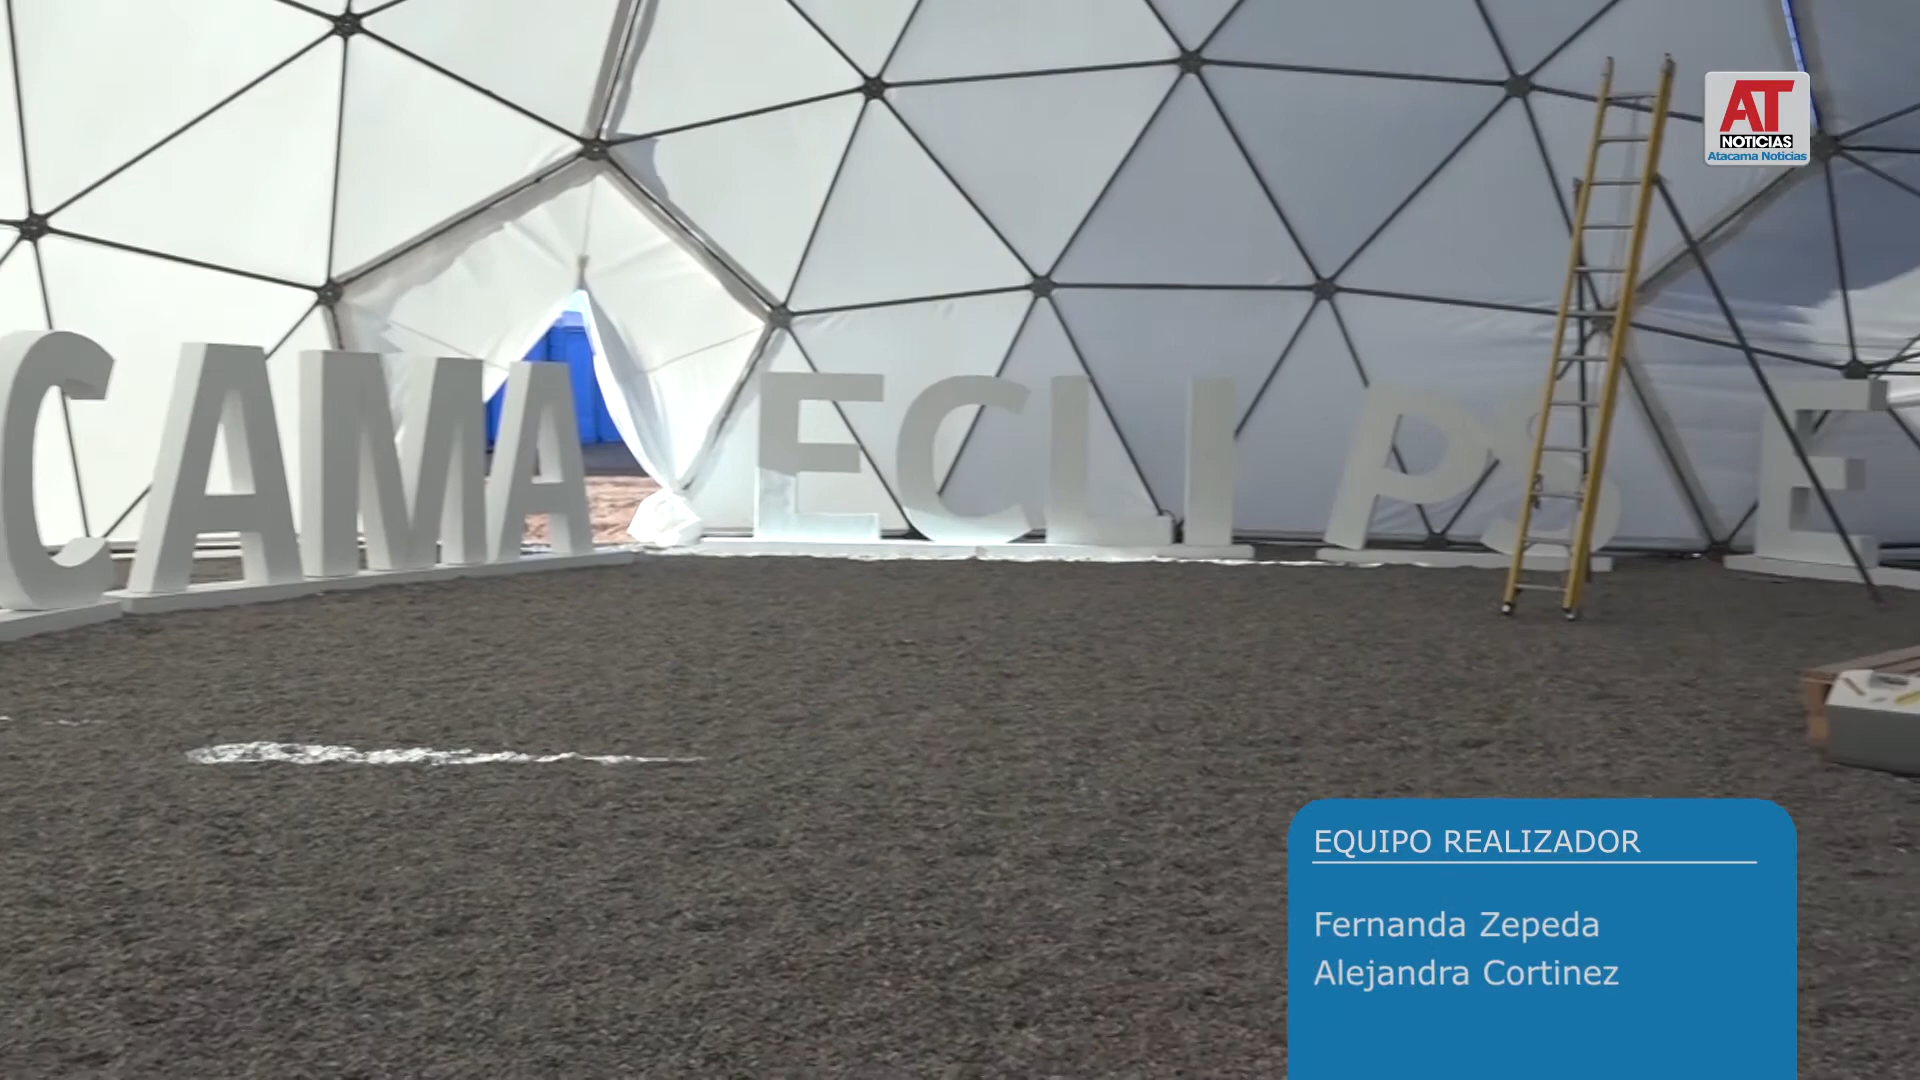 AT
NOTICIAS
Atacama Noticias
CAMA ECLIPSE
EQUIPO REALIZADOR
Fernanda Zepeda
Alejandra Cortinez